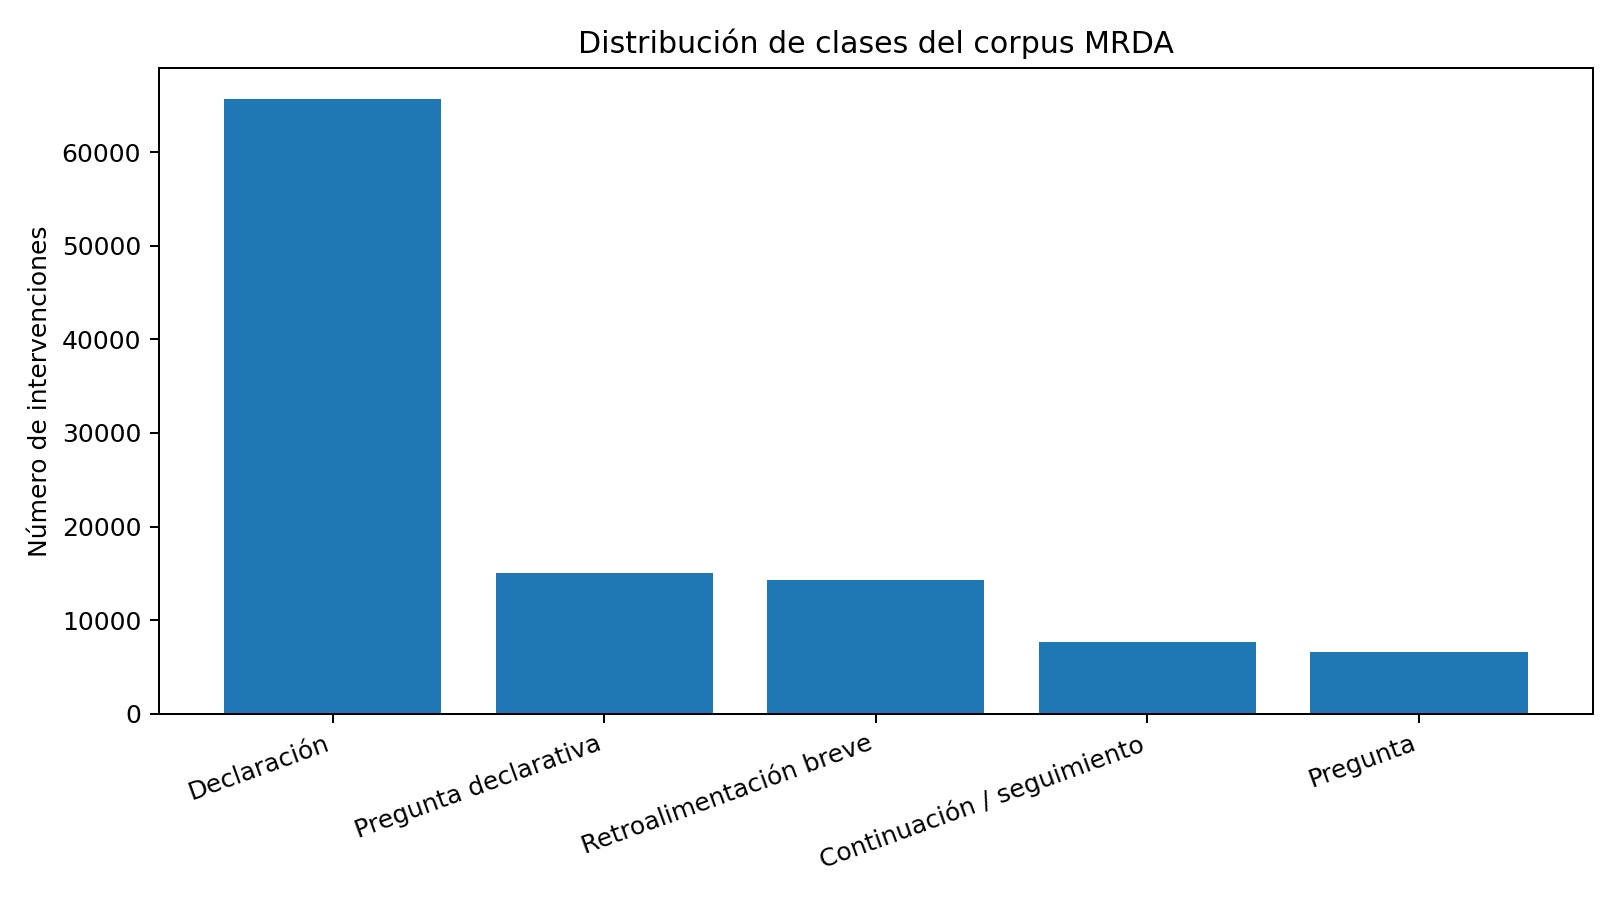 Distribución de clases del corpus MRDA
Número de intervenciones
60000
50000
40000
30000
20000
10000
0
Declaración
Pregunta declarativa
Retroalimentación breve
Continuación / seguimiento
Pregunta